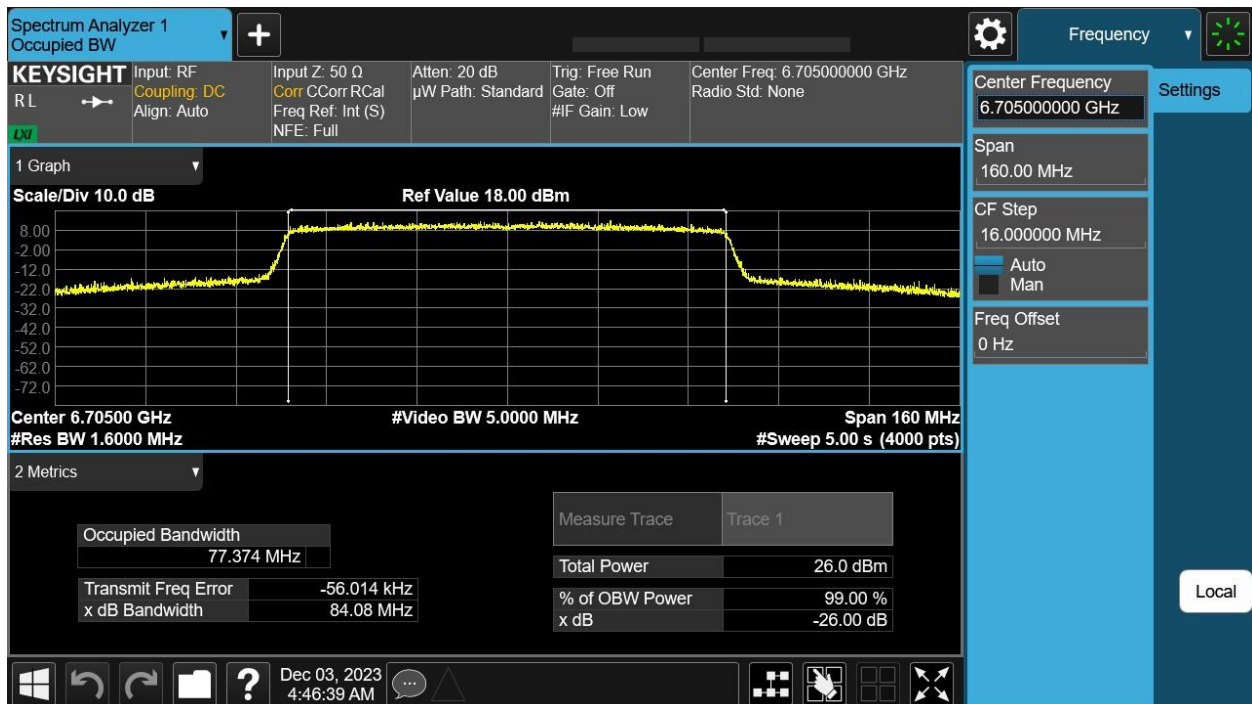 Spectrum Analyzer 1
Occupied BW
Frequency
KEYSIGHT
RL
LXI
Input: RF
Coupling: DC
Align: Auto
Input Z: 50 Ω
Corr CCorr RCal
Freq Ref: Int (S)
NFE: Full
Atten: 20 dB
µW Path: Standard
Trig: Free Run
Gate: Off
#IF Gain: Low
Center Freq: 6.705000000 GHz
Radio Std: None
Center Frequency
6.705000000 GHz
Settings
Span
160.00 MHz
CF Step
16.000000 MHz
Auto
Man
Freq Offset
0 Hz
1 Graph
Scale/Div 10.0 dB
Ref Value 18.00 dBm
8.00
-2.00
-12.0
-22.0
-32.0
-42.0
-52.0
-62.0
-72.0
Center 6.70500 GHz
#Video BW 5.0000 MHz
Span 160 MHz
#Res BW 1.6000 MHz
#Sweep 5.00 s (4000 pts)
2 Metrics
Measure Trace
Trace 1
Occupied Bandwidth
77.374 MHz
Total Power 26.0 dBm
Transmit Freq Error -56.014 kHz
% of OBW Power 99.00 %
x dB Bandwidth 84.08 MHz
x dB -26.00 dB
Local
?
Dec 03, 2023
4:46:39 AM